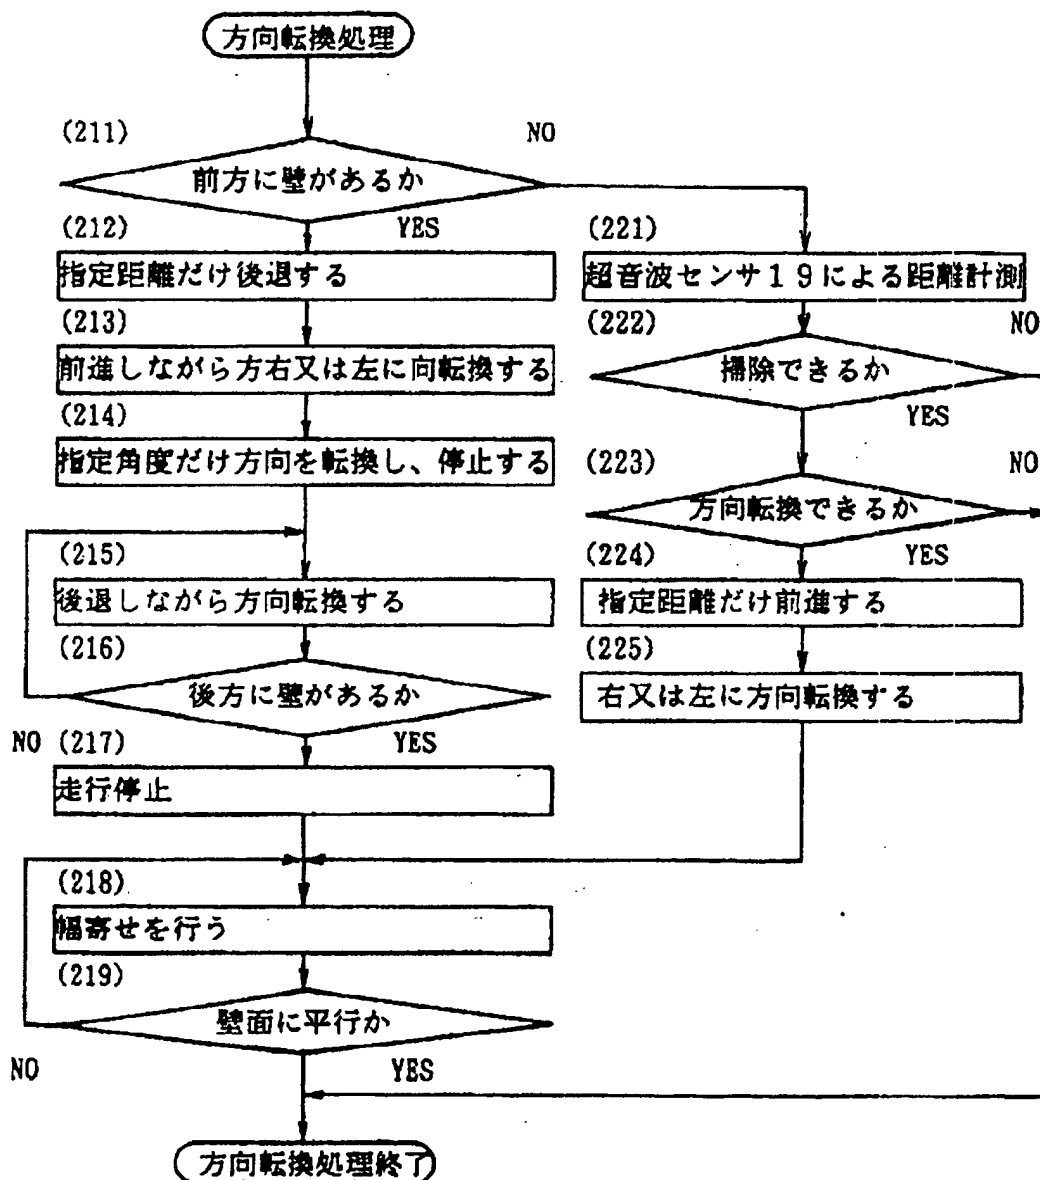 方向転換処理
(211)
NO
前方に壁があるか
(212)
YES
指定距離だけ後退する
(213)
前進しながら方右又は左に向転換する
(214)
指定角度だけ方向を転換し、停止する
(215)
後退しながら方向転換する
(216)
後方に壁があるか
NO
(217)
YES
走行停止
(221)
超音波センサ19による距離計測
(222)
NO
掃除できるか
YES
(223)
NO
方向転換できるか
(224)
YES
指定距離だけ前進する
(225)
右又は左に方向転換する
(218)
幅寄せを行う
(219)
壁面に平行か
NO
YES
方向転換処理終了